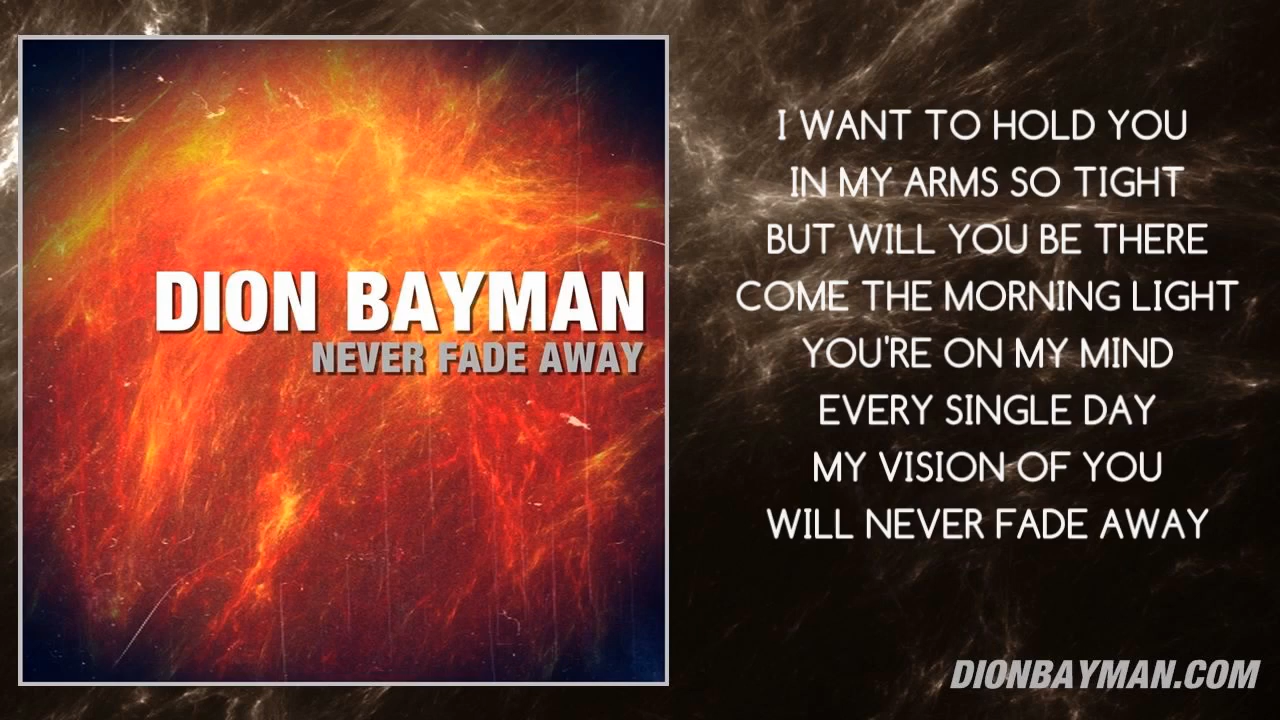 DION BAYMAN
NEVER FADE AWAY
I WANT TO HOLD YOU
IN MY ARMS SO TIGHT
BUT WILL YOU BE THERE
COME THE MORNING LIGHT
YOU'RE ON MY MIND
EVERY SINGLE DAY
MY VISION OF YOU
WILL NEVER FADE AWAY
DIONBAYMAN.COM